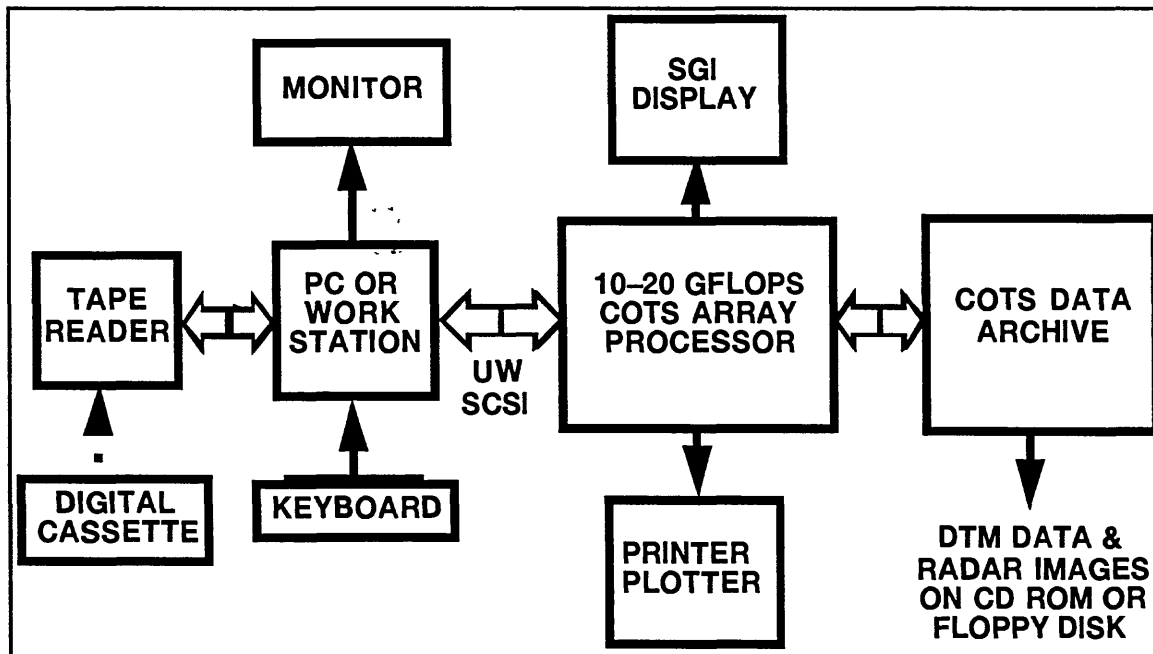 MONITOR
SGI
DISPLAY
TAPE
READER
PC OR
WORK
STATION
UW
SCSI
10–20 GFLOPS
COTS ARRAY
PROCESSOR
COTS DATA
ARCHIVE
DIGITAL
CASSETTE
KEYBOARD
PRINTER
PLOTTER
DTM DATA &
RADAR IMAGES
ON CD ROM OR
FLOPPY DISK